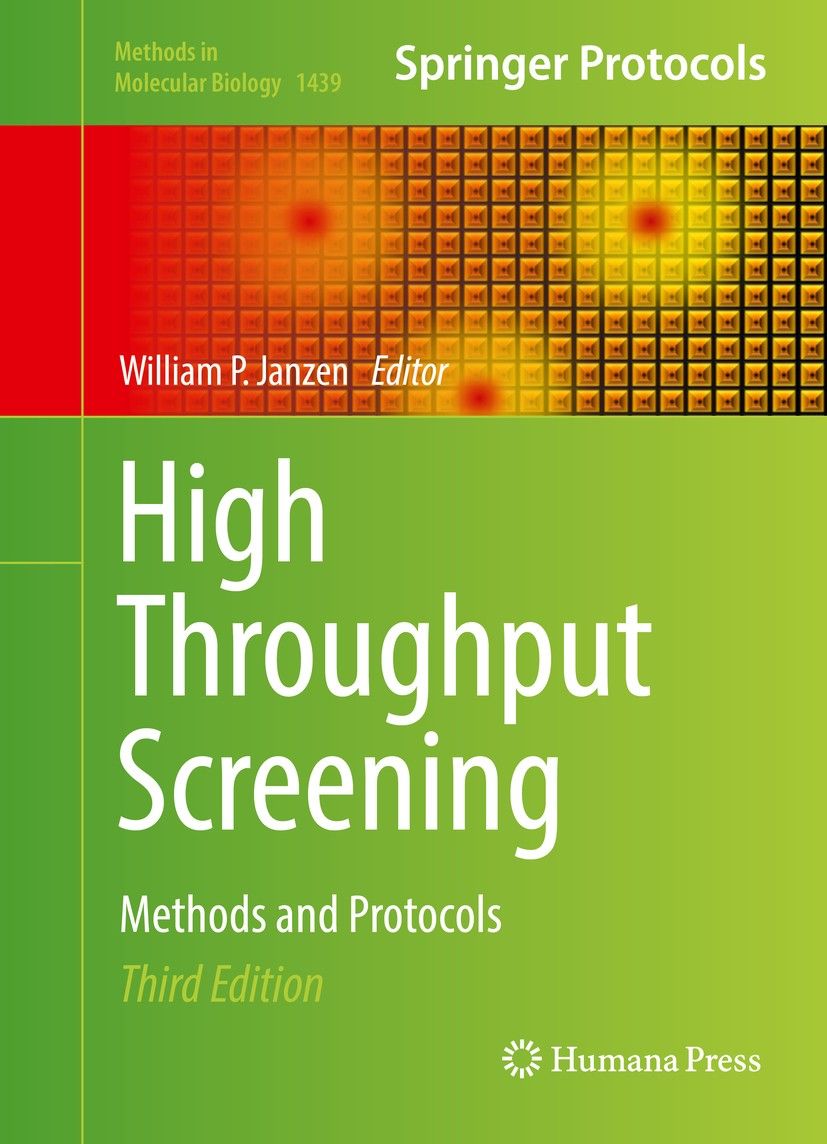 Methods in
Molecular Biology 1439
Springer Protocols
William P. Janzen Editor
High
Throughput
Screening
Methods and Protocols
Third Edition
Humana Press